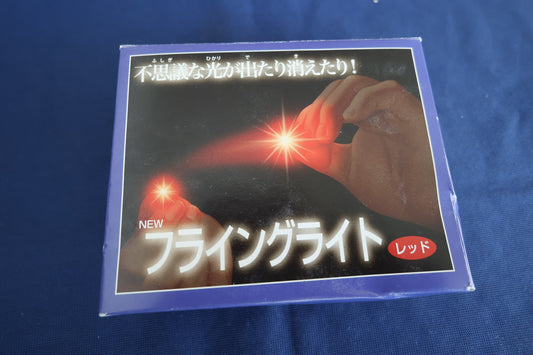 不思議な光が出たり消えたり!
NEW
フライングライト
レッド